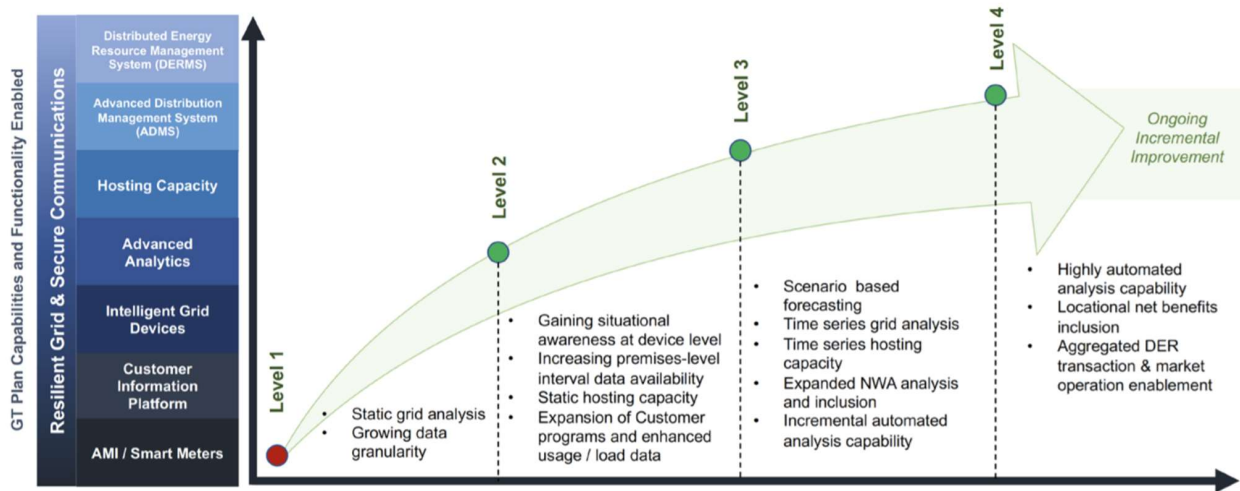 GT Plan Capabilities and Functionality Enabled
Resilient Grid & Secure Communications
Distributed Energy
Resource Management
System (DERMS)
Advanced Distribution
Management System
(ADMS)
Hosting Capacity
Advanced
Analytics
Intelligent Grid
Devices
Customer
Information
Platform
AMI / Smart Meters
Level 1
• Static grid analysis
• Growing data
granularity
Level 2
• Gaining situational
awareness at device level
• Increasing premises-level
interval data availability
• Static hosting capacity
• Expansion of Customer
programs and enhanced
usage / load data
Level 3
• Scenario based
forecasting
• Time series grid analysis
• Time series hosting
capacity
• Expanded NWA analysis
and inclusion
• Incremental automated
analysis capability
Level 4
• Highly automated
analysis capability
• Locational net benefits
inclusion
• Aggregated DER
transaction & market
operation enablement
Ongoing
Incremental
Improvement